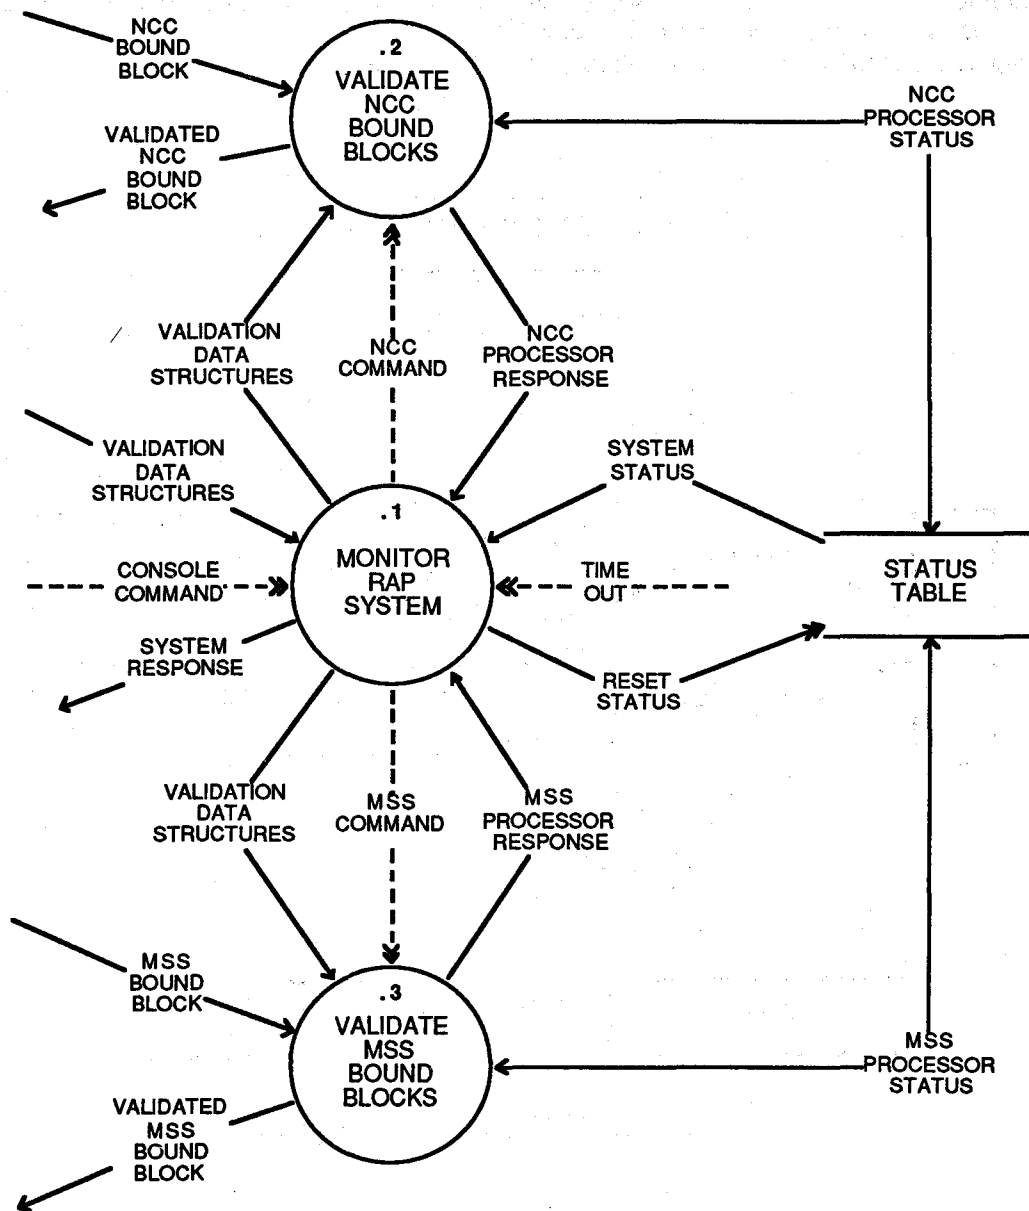 NCC
BOUND
BLOCK
.2
VALIDATE
NCC
BOUND
BLOCKS
NCC
PROCESSOR
STATUS
VALIDATED
NCC
BOUND
BLOCK
VALIDATION
DATA
STRUCTURES
NCC
COMMAND
NCC
PROCESSOR
RESPONSE
VALIDATION
DATA
STRUCTURES
SYSTEM
STATUS
.1
MONITOR
RAP
SYSTEM
CONSOLE
COMMAND
TIME
OUT
STATUS
TABLE
SYSTEM
RESPONSE
RESET
STATUS
VALIDATION
DATA
STRUCTURES
MSS
COMMAND
MSS
PROCESSOR
RESPONSE
MSS
BOUND
BLOCK
.3
VALIDATE
MSS
BOUND
BLOCKS
MSS
PROCESSOR
STATUS
VALIDATED
MSS
BOUND
BLOCK